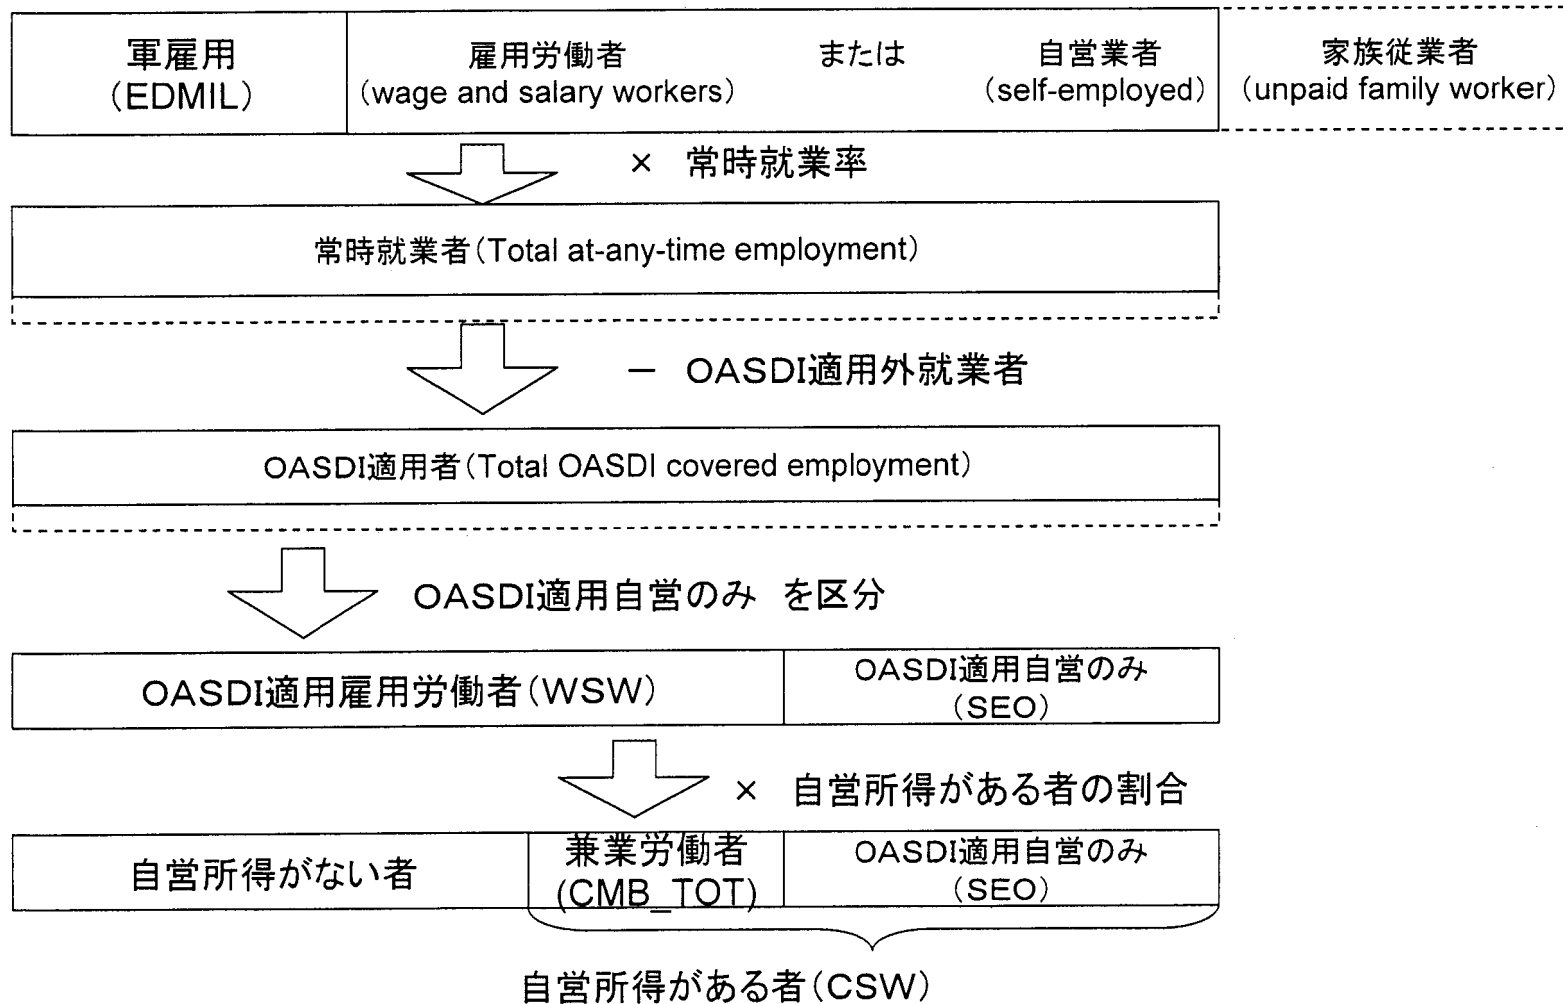 軍雇用
(EDMIL)
雇用労働者
(wage and salary workers)
または
自営業者
(self-employed)
家族従業者
(unpaid family worker)
× 常時就業率
常時就業者(Total at-any-time employment)
－ OASDI適用外就業者
OASDI適用者(Total OASDI covered employment)
OASDI適用自営のみ を区分
OASDI適用雇用労働者(WSW)
OASDI適用自営のみ
(SEO)
× 自営所得がある者の割合
自営所得がない者
兼業労働者
(CMB_TOT)
OASDI適用自営のみ
(SEO)
自営所得がある者(CSW)